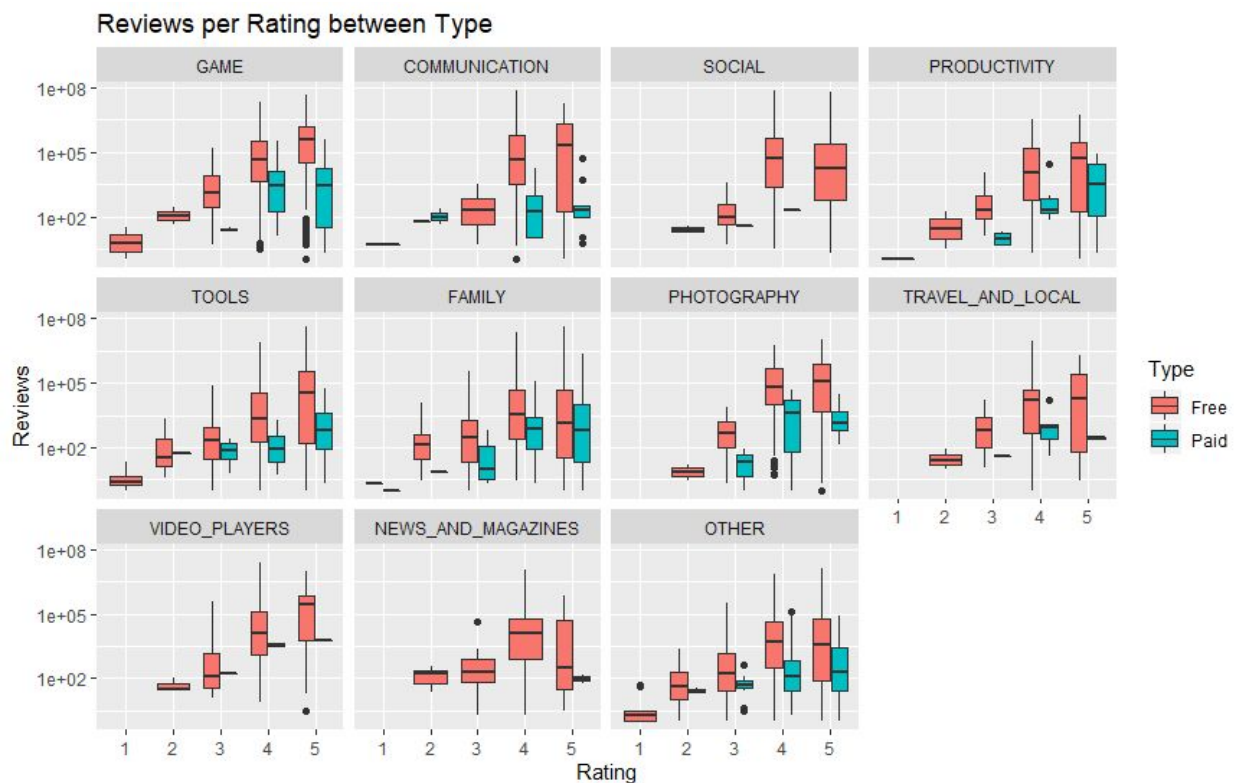 Reviews per Rating between Type
GAME COMMUNICATION SOCIAL PRODUCTIVITY
1e+08
1e+05
1e+02
TOOLS FAMILY PHOTOGRAPHY TRAVEL_AND_LOCAL
1e+08
1e+05
1e+02
1 2 3 4 5
VIDEO_PLAYERS NEWS_AND_MAGAZINES OTHER
1e+08
1e+05
1e+02
1 2 3 4 5 1 2 3 4 5 1 2 3 4 5
Reviews
Rating
Type
Free
Paid